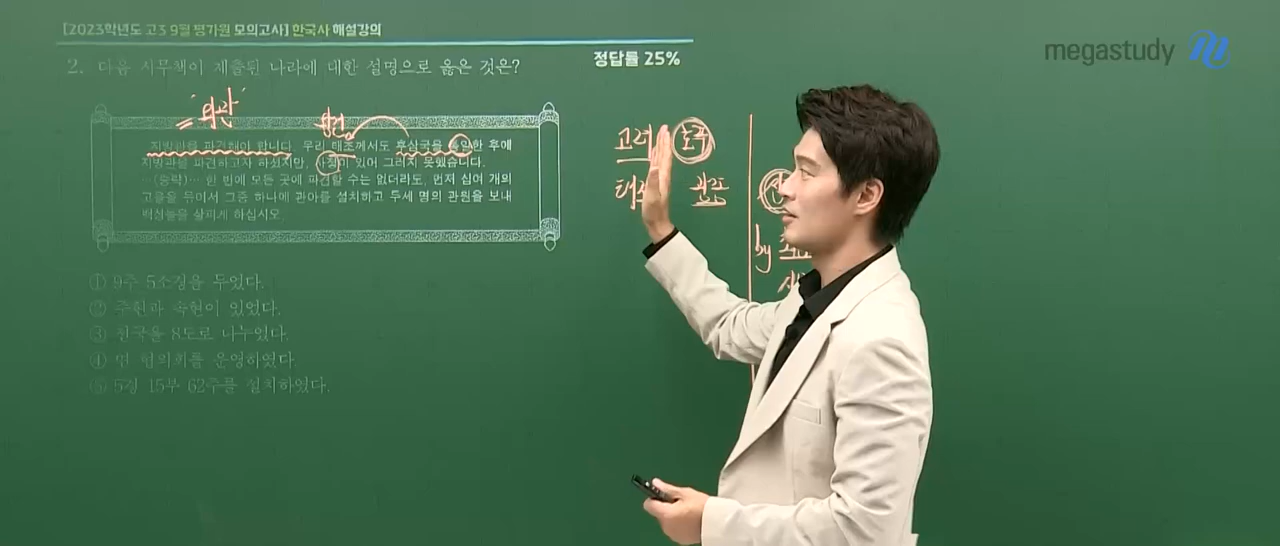 [2023학년도 고3 9월 평가원 모의고사] 한국사 해설강의
megastudy
정답률 25%
2. 다음 시무책이 제출된 나라에 대한 설명으로 옳은 것은?
지방관을 파견해야 합니다. 우리 태조께서도 후삼국을 한 후에
지방관을 파견하고자 하셨지만, 있어 그러지 못했습니다.
…(중략)… 한 번에 모든 곳에 파견할 수는 없더라도, 먼저 십여 개의
고을을 묶어서 그중 하나에 관아를 설치하고 두세 명의 관원을 보내
백성들을 살피게 하십시오.
고려 호족
by
① 9주 5소경을 두었다.
② 주현과 속현이 있었다.
③ 전국을 8도로 나누었다.
④ 면 협의회를 운영하였다.
⑤ 5경 15부 62주를 설치하였다.